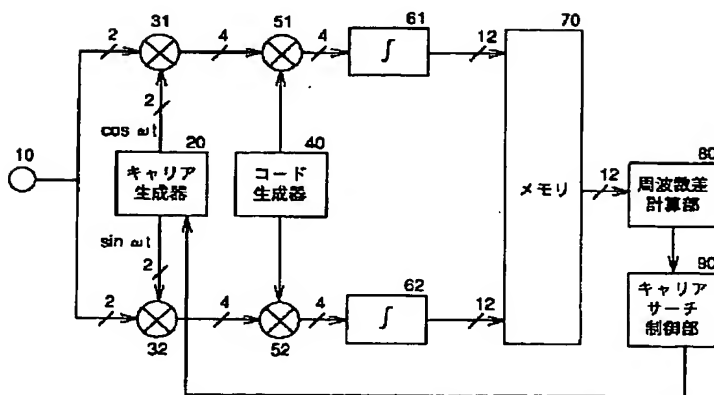 31
51
61
70
2
4
4
12
2
cos ωt
10
20
40
80
キャリア
生成器
コード
生成器
メモリ
12
周波数差
計算部
sin ωt
2
90
キャリア
サーチ
制御部
62
2
4
4
12
32
52
∫
∫